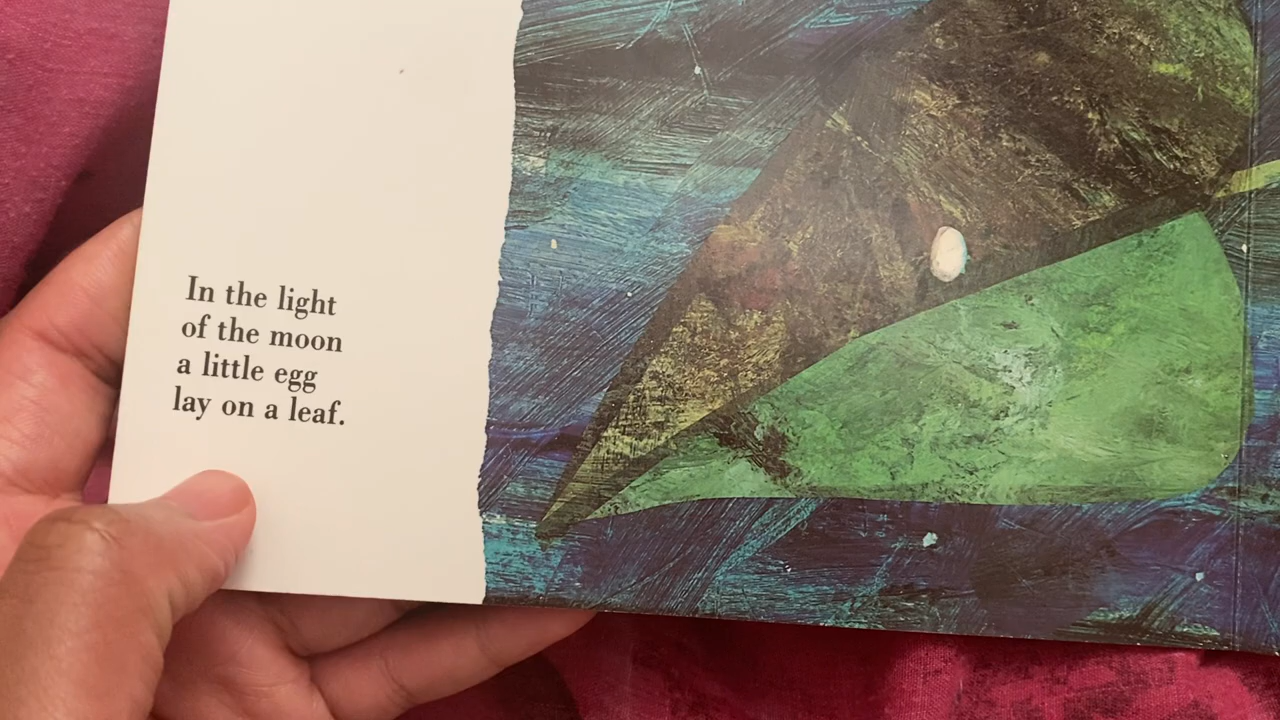 In the light
of the moon
a little egg
lay on a leaf.